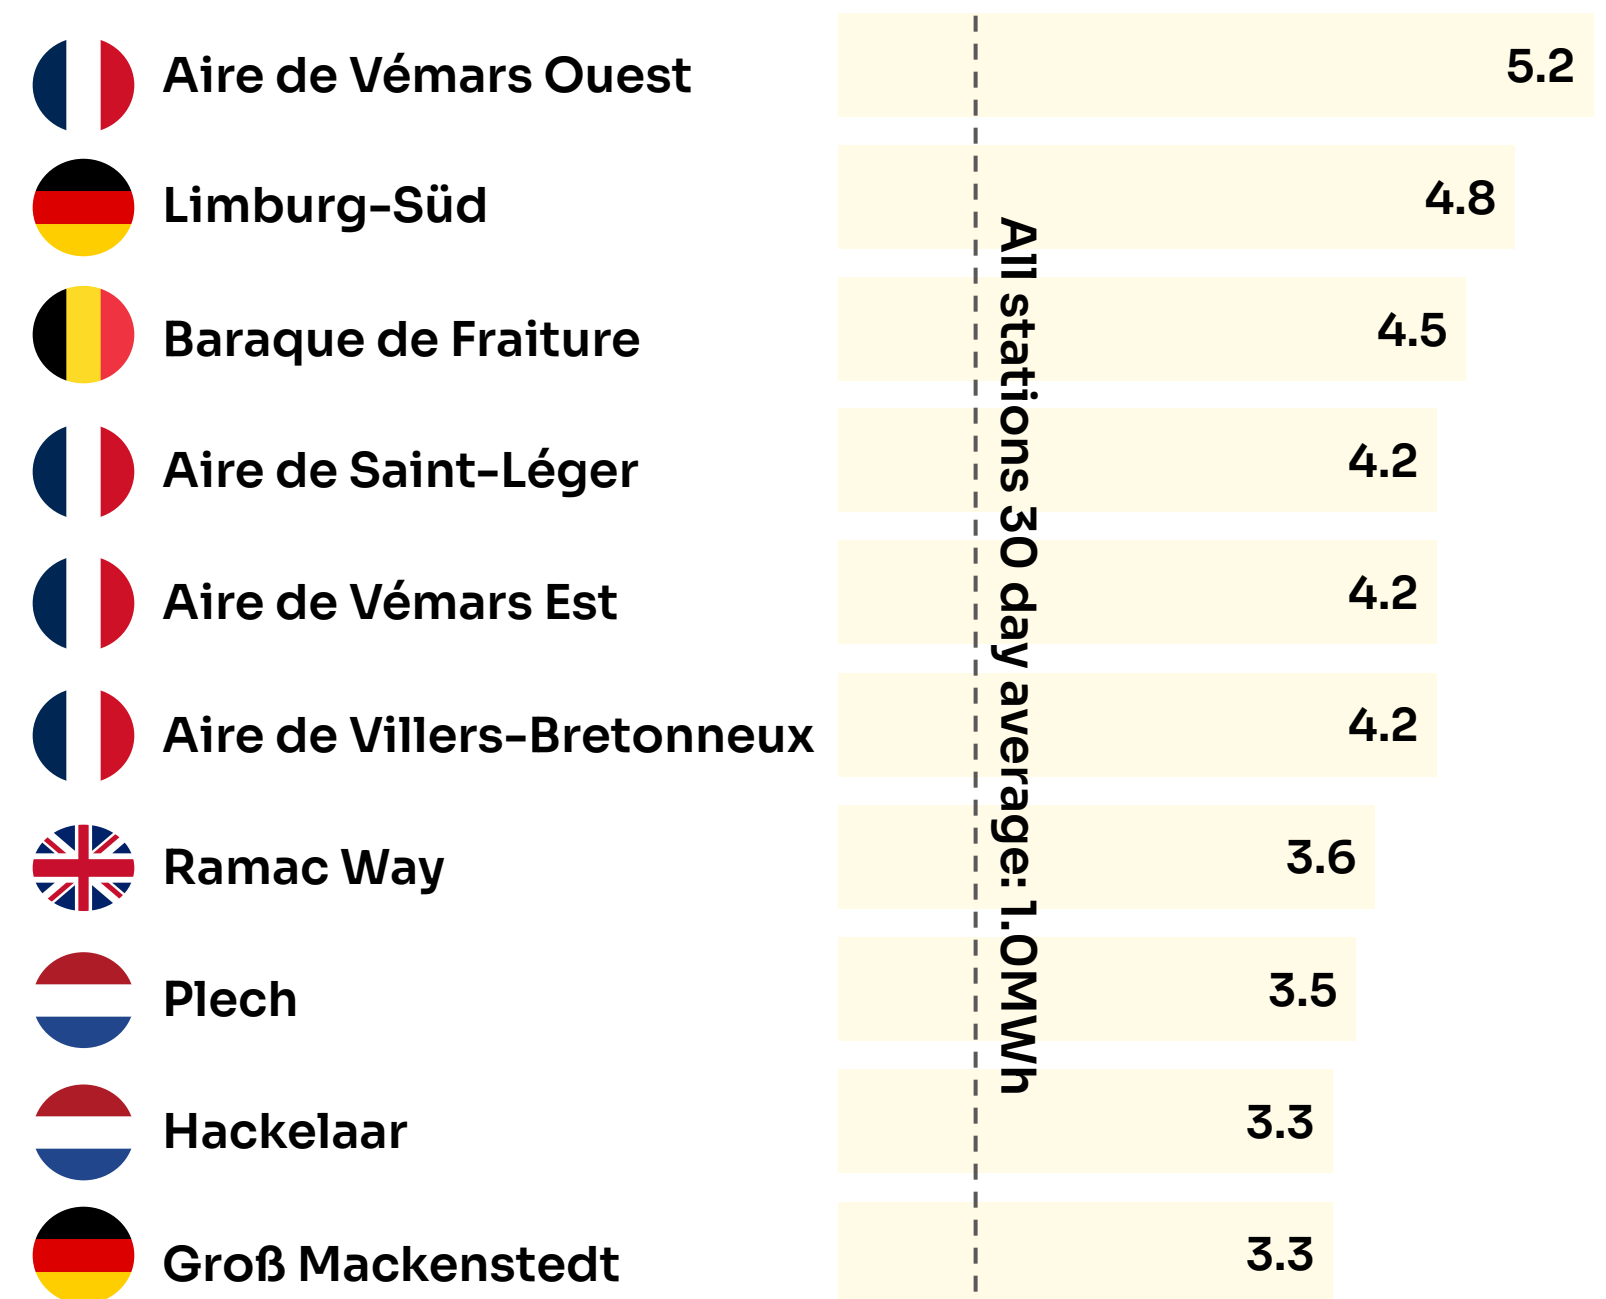 Aire de Vémars Ouest 5.2
Limburg-Süd 4.8
Baraque de Fraiture 4.5
Aire de Saint-Léger 4.2
Aire de Vémars Est 4.2
Aire de Villers-Bretonneux 4.2
Ramac Way 3.6
Plech 3.5
Hackelaar 3.3
Groß Mackenstedt 3.3
All stations 30 day average: 1.0MWh